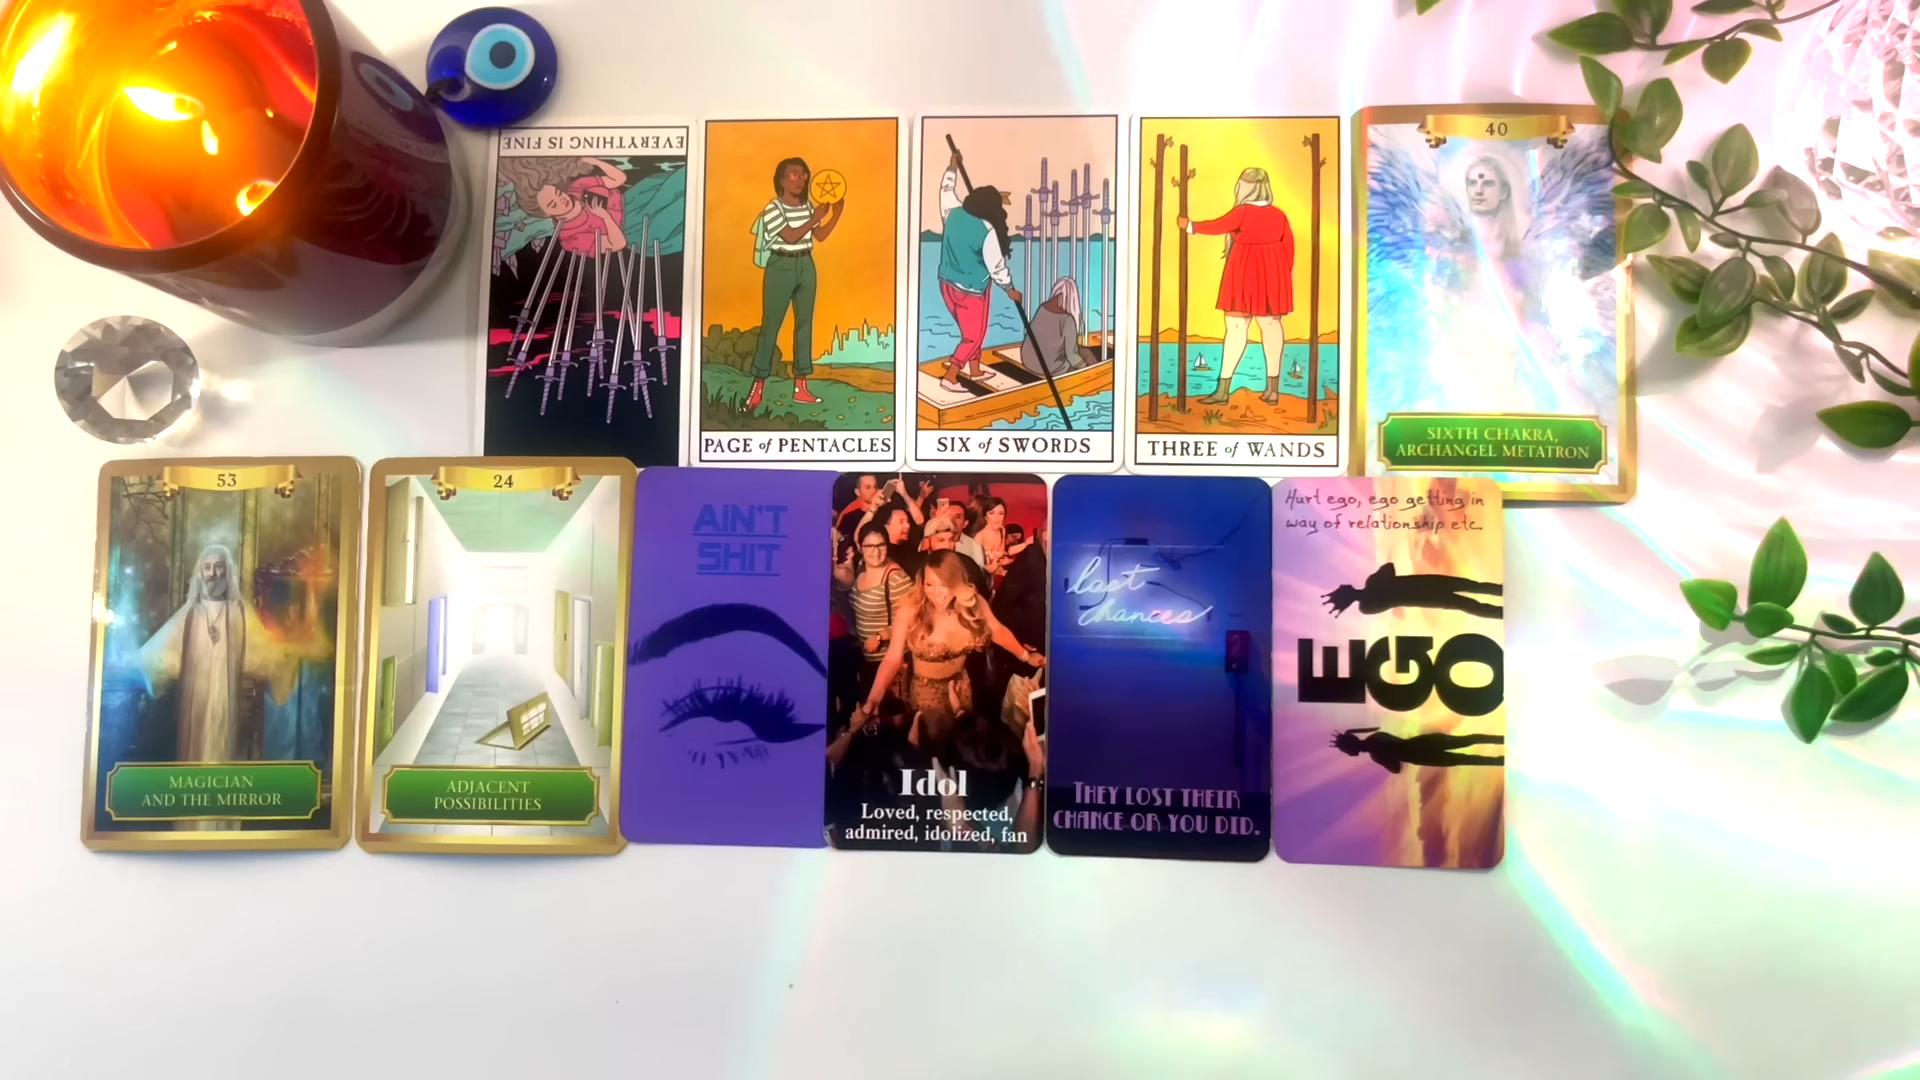 EVERYTHING IS FINE
PAGE of PENTACLES
SIX of SWORDS
THREE of WANDS
40
SIXTH CHAKRA,
ARCHANGEL METATRON
53
MAGICIAN
AND THE MIRROR
24
ADJACENT
POSSIBILITIES
AIN'T
SHIT
Idol
Loved, respected,
admired, idolized, fan
last
chances
THEY LOST THEIR
CHANCE OR YOU DID.
Hurt ego, ego getting in
way of relationship etc.
EGO